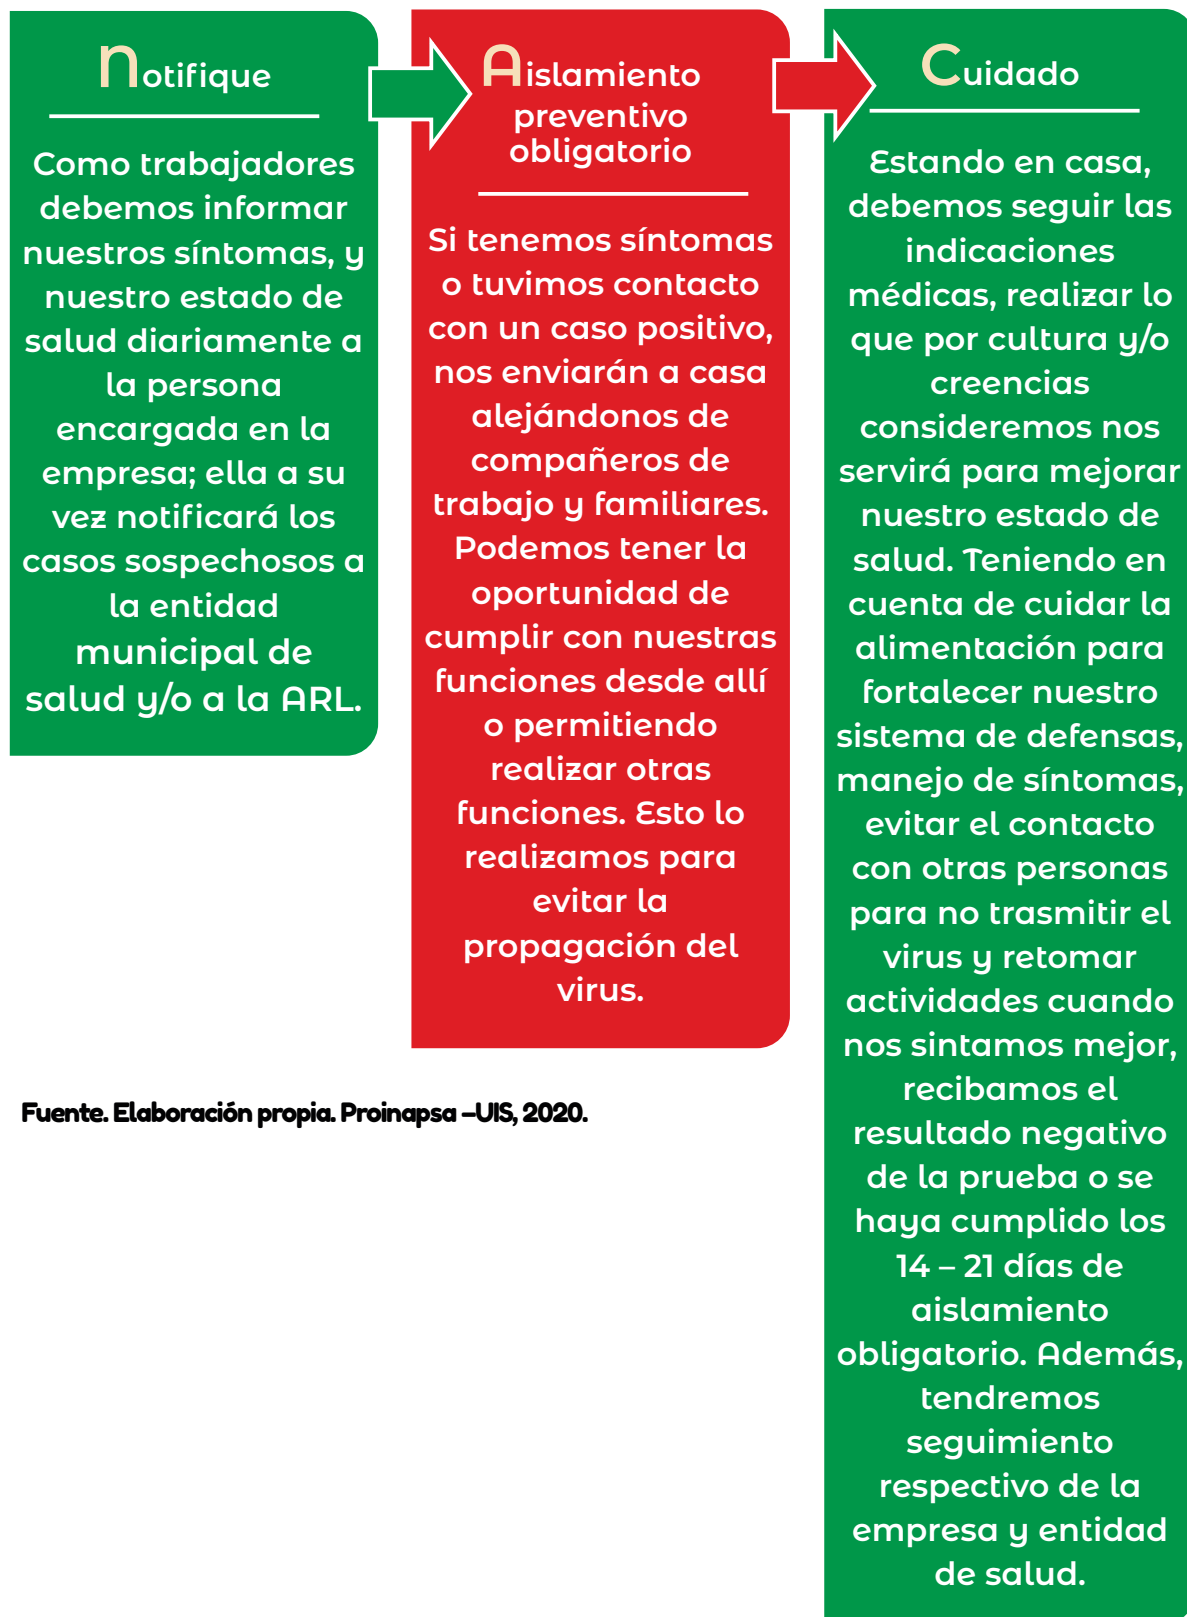 Notifique
Como trabajadores
debemos informar
nuestros síntomas, y
nuestro estado de
salud diariamente a
la persona
encargada en la
empresa; ella a su
vez notificará los
casos sospechosos a
la entidad
municipal de
salud y/o a la ARL.
Aislamiento
preventivo
obligatorio
Si tenemos síntomas
o tuvimos contacto
con un caso positivo,
nos enviarán a casa
alejándonos de
compañeros de
trabajo y familiares.
Podemos tener la
oportunidad de
cumplir con nuestras
funciones desde allí
o permitiendo
realizar otras
funciones. Esto lo
realizamos para
evitar la
propagación del
virus.
Cuidado
Estando en casa,
debemos seguir las
indicaciones
médicas, realizar lo
que por cultura y/o
creencias
consideremos nos
servirá para mejorar
nuestro estado de
salud. Teniendo en
cuenta de cuidar la
alimentación para
fortalecer nuestro
sistema de defensas,
manejo de síntomas,
evitar el contacto
con otras personas
para no trasmitir el
virus y retomar
actividades cuando
nos sintamos mejor,
recibamos el
resultado negativo
de la prueba o se
haya cumplido los
14 – 21 días de
aislamiento
obligatorio. Además,
tendremos
seguimiento
respectivo de la
empresa y entidad
de salud.
Fuente. Elaboración propia. Proinapsa –UIS, 2020.